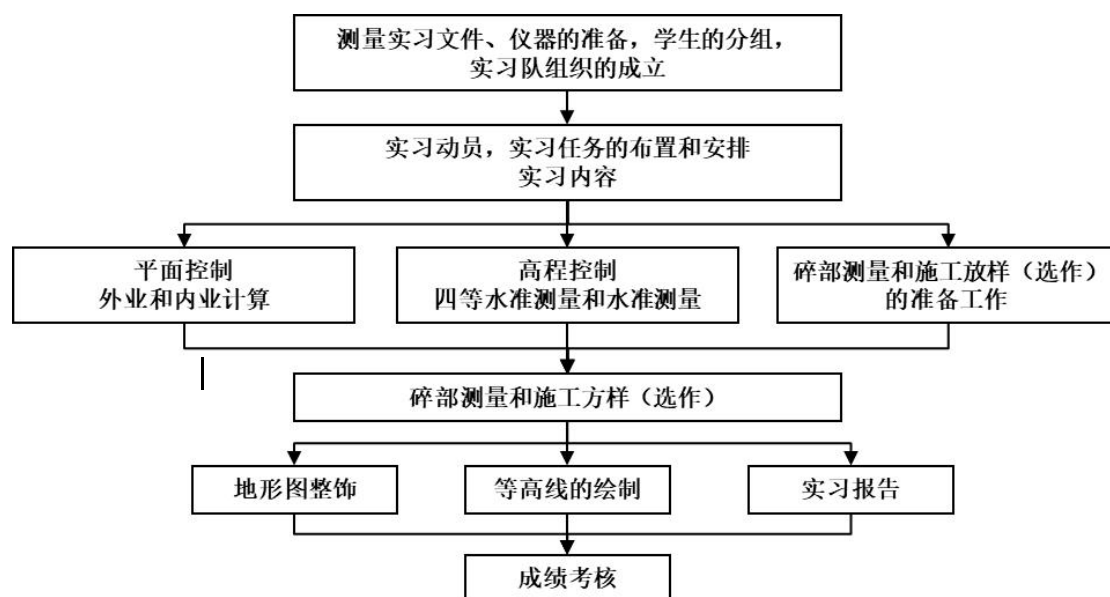 测量实习文件、仪器的准备，学生的分组，
实习队组织的成立
实习动员，实习任务的布置和安排
实习内容
平面控制
外业和内业计算
高程控制
四等水准测量和水准测量
碎部测量和施工放样（选作）
的准备工作
碎部测量和施工方样（选作）
地形图整饰
等高线的绘制
实习报告
成绩考核